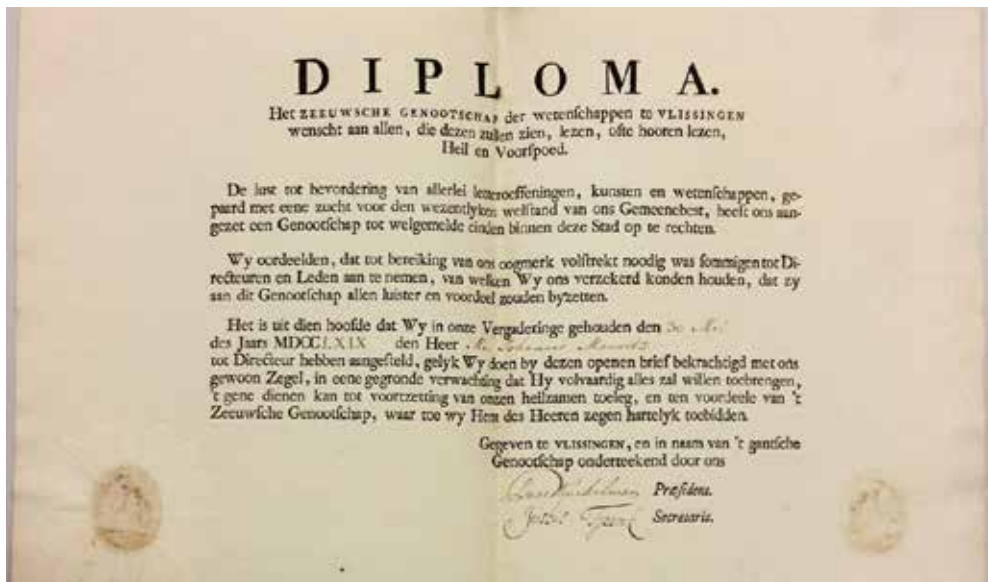 DIPLOMA.
Het ZEEUWSCHE GENOOTSCHAP der wetenſchappen te VLISSINGEN
wenscht aan allen, die dezen zullen zien, lezen, ofte hooren lezen,
Heil en Voorſpoed.
De lust tot bevordering van allerlei letteroeffeningen, kunsten en wetenſchappen, ge-
paard met eene zucht voor den wezentlyken welſtand van ons Gemeenebest, heeft ons aan-
gezet een Genootſchap tot welgemelde einden binnen deze Stad op te rechten.
Wy oordeelden, dat tot bereiking van ons oogmerk volſtrekt noodig was ſommigen tot Di-
recteuren en Leden aan te nemen, van welken Wy ons verzekerd konden houden, dat zy
aan dit Genootſchap allen luister en voordeel zouden byzetten.
Het is uit dien hoofde dat Wy in onze Vergaderinge gehouden den 30
des Jaars MDCCLXIX den Heer
tot Directeur hebben aangeſteld, gelyk Wy doen by dezen openen brief bekrachtigd met ons
gewoon Zegel, in eene gegronde verwachting dat Hy volvaardig alles zal willen toebrengen,
't gene dienen kan tot voortzetting van onzen heilzamen toeleg, en ten voordeele van 't
Zeeuwſche Genootſchap, waar toe wy Hem des Heeren zegen hartelyk toebidden.
Gegeven te VLISSINGEN, en in naam van 't gantſche
Genootſchap onderteekend door ons
Præſidens.
Secretaris.